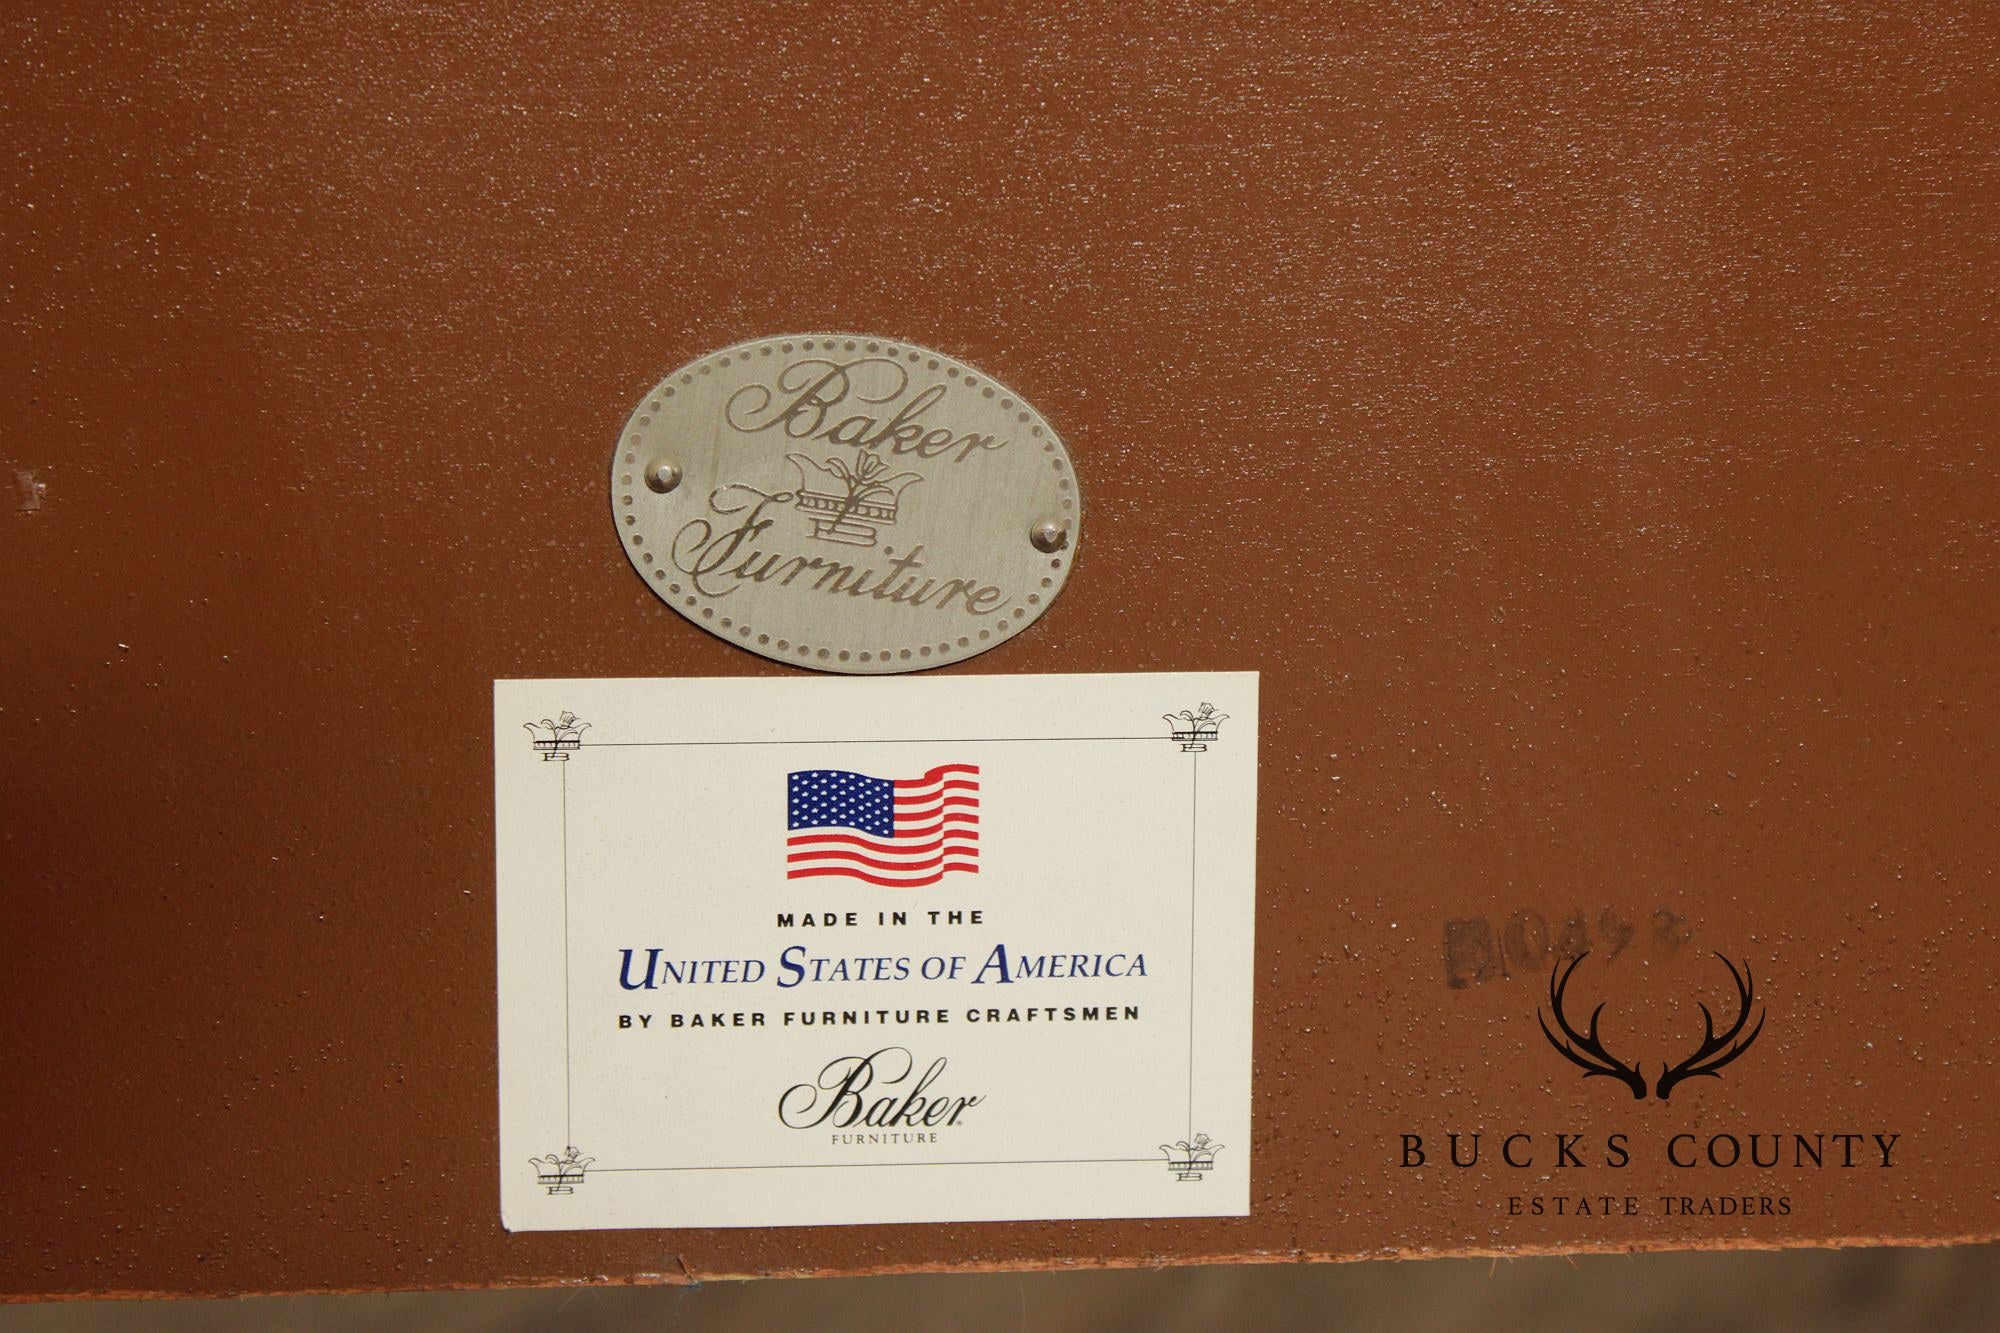 Baker
Furniture
MADE IN THE
UNITED STATES OF AMERICA
BY BAKER FURNITURE CRAFTSMEN
Baker
FURNITURE
BUCKS COUNTY
ESTATE TRADERS